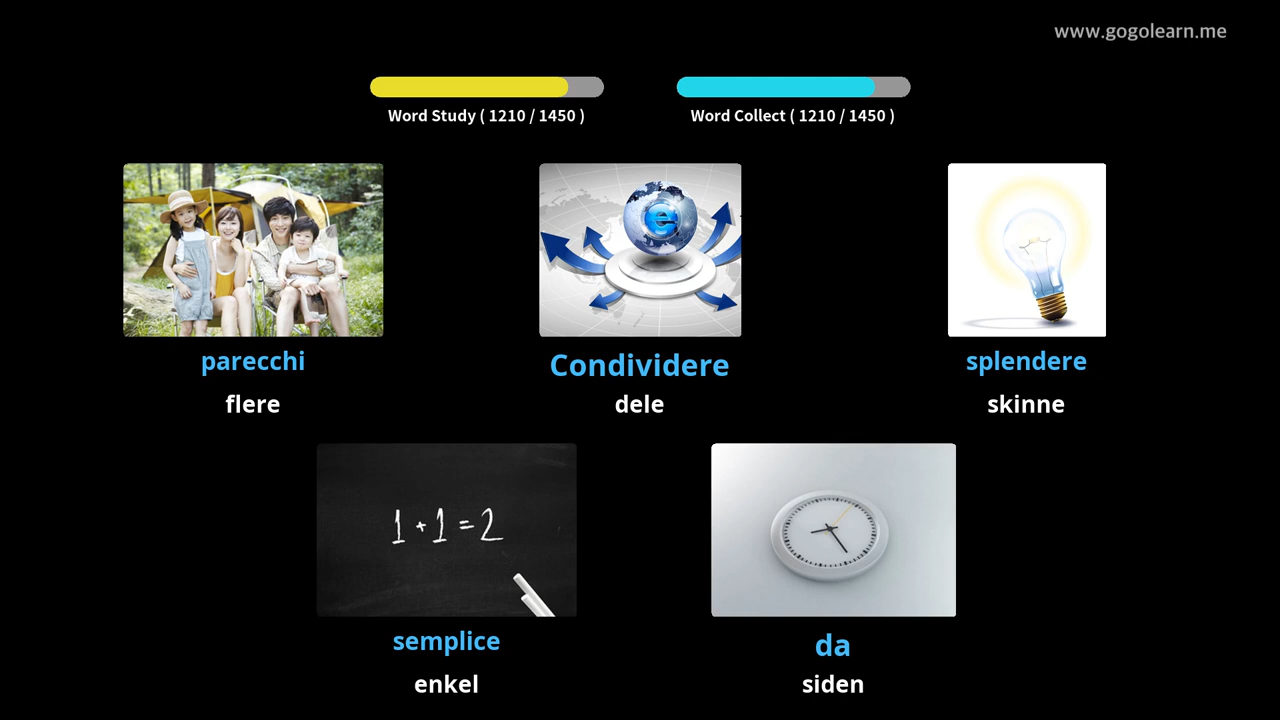 www.gogolearn.me
Word Study ( 1210 / 1450 )
Word Collect ( 1210 / 1450 )
e
parecchi
Condividere
splendere
flere
dele
skinne
1 + 1 = 2
semplice
da
enkel
siden